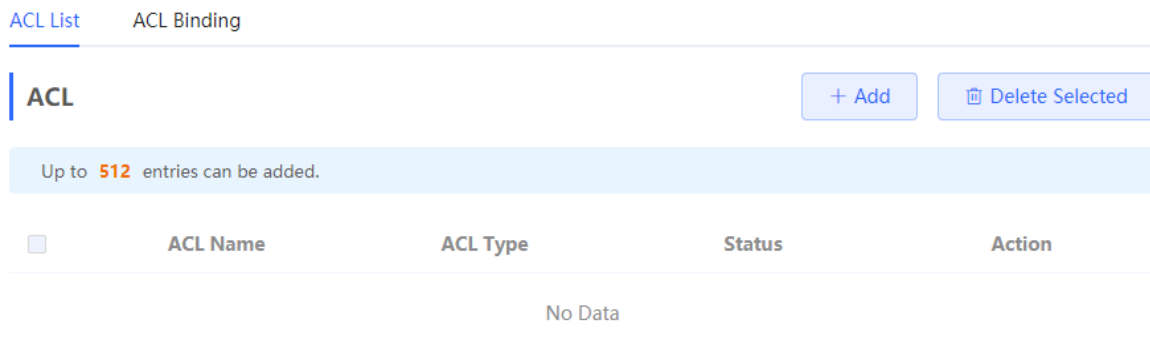 ACL List ACL Binding
ACL + Add Delete Selected
Up to 512 entries can be added.
ACL Name ACL Type Status Action
No Data